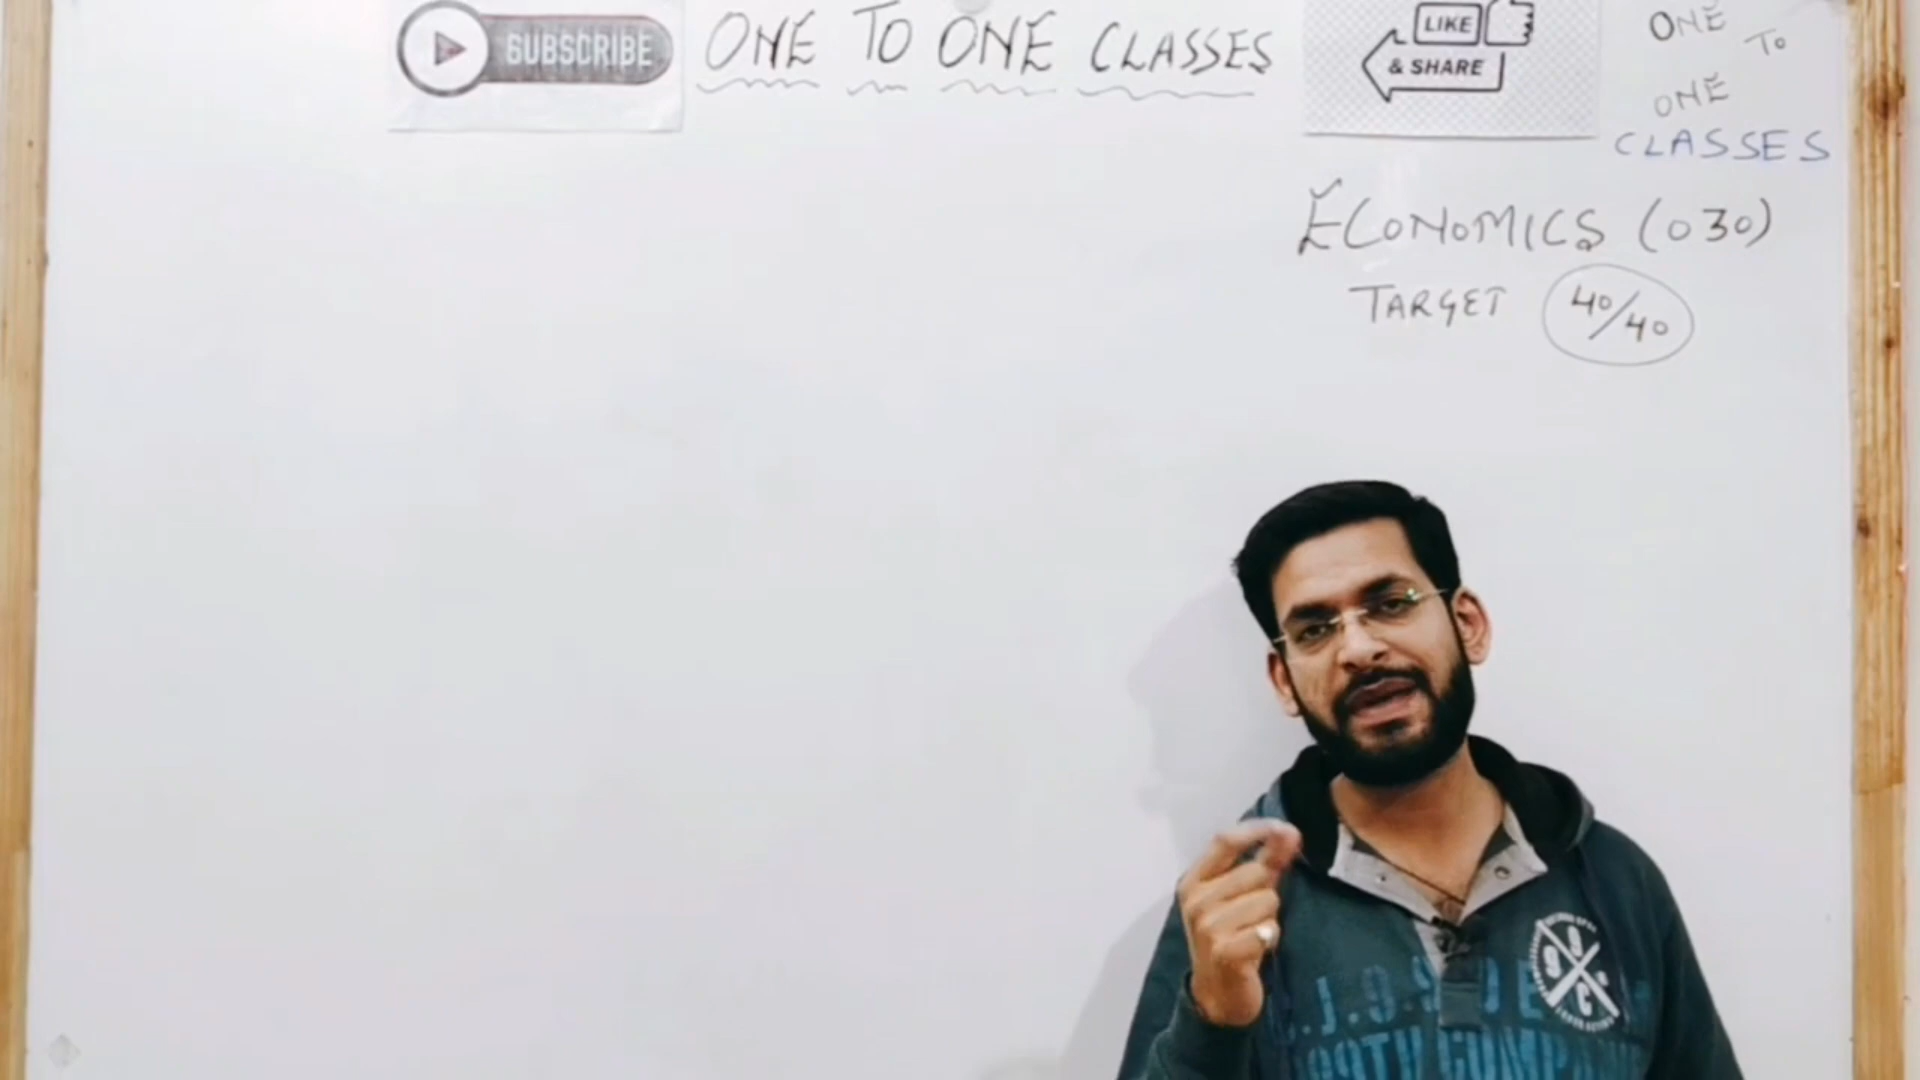 SUBSCRIBE
ONE TO ONE CLASSES
LIKE
& SHARE
ONE
To
ONE
CLASSES
ECONOMICS (030)
TARGET 40/40